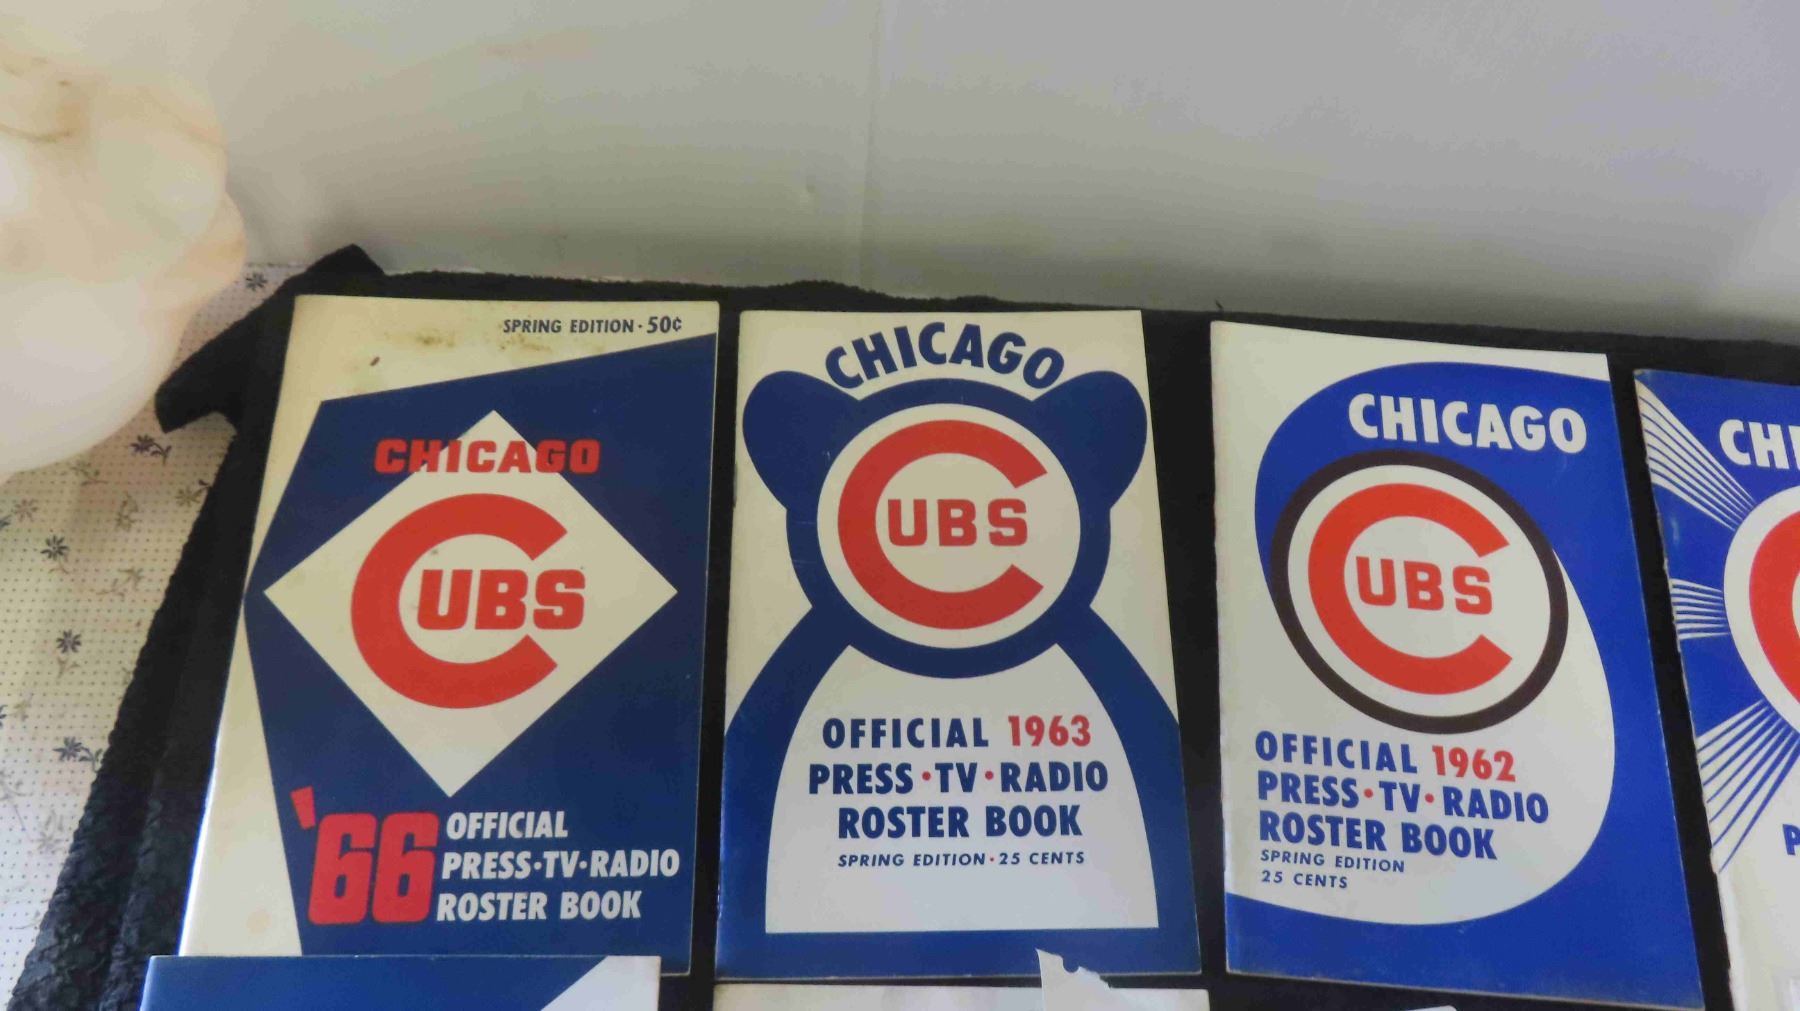 SPRING EDITION · 50¢
CHICAGO
CUBS
'66 OFFICIAL
PRESS·TV·RADIO
ROSTER BOOK
CHICAGO
CUBS
OFFICIAL 1963
PRESS·TV·RADIO
ROSTER BOOK
SPRING EDITION · 25 CENTS
CHICAGO
CUBS
OFFICIAL 1962
PRESS·TV·RADIO
ROSTER BOOK
SPRING EDITION
25 CENTS